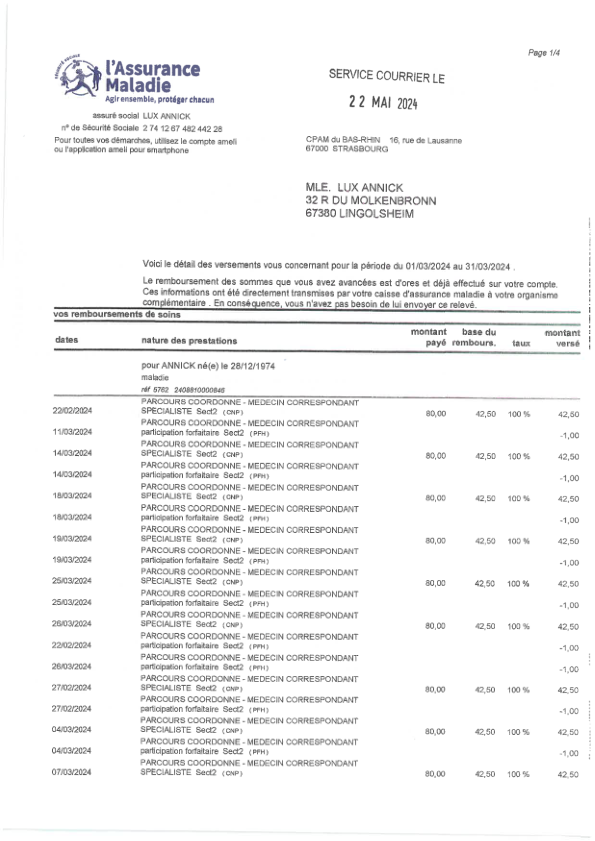 Page 1/4
SÉCURITÉ SOCIALE
l'Assurance
Maladie
Agir ensemble, protéger chacun
SERVICE COURRIER LE
22 MAI 2024
assuré social LUX ANNICK
n° de Sécurité Sociale 2 74 12 67 482 442 28
Pour toutes vos démarches, utilisez le compte ameli
ou l'application ameli pour smartphone
CPAM du BAS-RHIN 16, rue de Lausanne
67000 STRASBOURG
MLE. LUX ANNICK
32 R DU MOLKENBRONN
67380 LINGOLSHEIM
Voici le détail des versements vous concernant pour la période du 01/03/2024 au 31/03/2024 .
Le remboursement des sommes que vous avez avancées est d'ores et déjà effectué sur votre compte.
Ces informations ont été directement transmises par votre caisse d'assurance maladie à votre organisme
complémentaire . En conséquence, vous n'avez pas besoin de lui envoyer ce relevé.
vos remboursements de soins
dates nature des prestations montant payé base du rembours. taux montant versé
pour ANNICK né(e) le 28/12/1974
maladie
réf 5762 2408810000846
PARCOURS COORDONNE - MEDECIN CORRESPONDANT
22/02/2024 SPECIALISTE Sect2 (CNP) 80,00 42,50 100 % 42,50
PARCOURS COORDONNE - MEDECIN CORRESPONDANT
11/03/2024 participation forfaitaire Sect2 (PFH) -1,00
PARCOURS COORDONNE - MEDECIN CORRESPONDANT
14/03/2024 SPECIALISTE Sect2 (CNP) 80,00 42,50 100 % 42,50
PARCOURS COORDONNE - MEDECIN CORRESPONDANT
14/03/2024 participation forfaitaire Sect2 (PFH) -1,00
PARCOURS COORDONNE - MEDECIN CORRESPONDANT
18/03/2024 SPECIALISTE Sect2 (CNP) 80,00 42,50 100 % 42,50
PARCOURS COORDONNE - MEDECIN CORRESPONDANT
18/03/2024 participation forfaitaire Sect2 (PFH) -1,00
PARCOURS COORDONNE - MEDECIN CORRESPONDANT
19/03/2024 SPECIALISTE Sect2 (CNP) 80,00 42,50 100 % 42,50
PARCOURS COORDONNE - MEDECIN CORRESPONDANT
19/03/2024 participation forfaitaire Sect2 (PFH) -1,00
PARCOURS COORDONNE - MEDECIN CORRESPONDANT
25/03/2024 SPECIALISTE Sect2 (CNP) 80,00 42,50 100 % 42,50
PARCOURS COORDONNE - MEDECIN CORRESPONDANT
25/03/2024 participation forfaitaire Sect2 (PFH) -1,00
PARCOURS COORDONNE - MEDECIN CORRESPONDANT
26/03/2024 SPECIALITE Sect2 (CNP) 80,00 42,50 100 % 42,50
PARCOURS COORDONNE - MEDECIN CORRESPONDANT
22/02/2024 participation forfaitaire Sect2 (PFH) -1,00
PARCOURS COORDONNE - MEDECIN CORRESPONDANT
26/03/2024 participation forfaitaire Sect2 (PFH) -1,00
PARCOURS COORDONNE - MEDECIN CORRESPONDANT
27/02/2024 SPECIALISTE Sect2 (CNP) 80,00 42,50 100 % 42,50
PARCOURS COORDONNE - MEDECIN CORRESPONDANT
27/02/2024 participation forfaitaire Sect2 (PFH) -1,00
PARCOURS COORDONNE - MEDECIN CORRESPONDANT
04/03/2024 SPECIALISTE Sect2 (CNP) 80,00 42,50 100 % 42,50
PARCOURS COORDONNE - MEDECIN CORRESPONDANT
04/03/2024 participation forfaitaire Sect2 (PFH) -1,00
PARCOURS COORDONNE - MEDECIN CORRESPONDANT
07/03/2024 SPECIALISTE Sect2 (CNP) 80,00 42,50 100 % 42,50